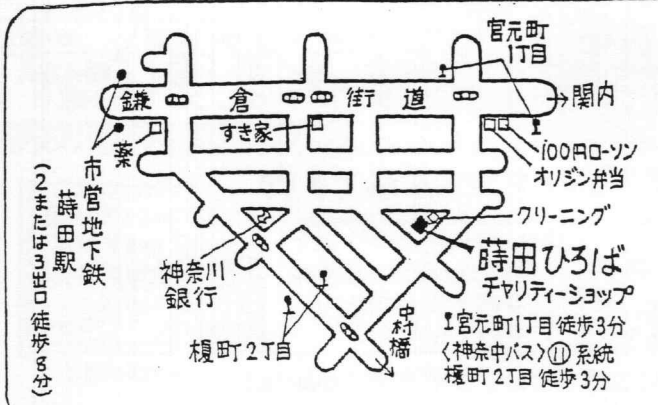 宮元町
1丁目
鎌倉街道
→関内
すき家
薬
100円ローソン
オリジン弁当
クリーニング
市営地下鉄
蒔田駅
(2または3出口 徒歩8分)
神奈川
銀行
蒔田ひろば
チャリティーショップ
榎町2丁目
中村橋
宮元町1丁目 徒歩3分
〈神奈中バス〉⑪系統
榎町2丁目 徒歩3分